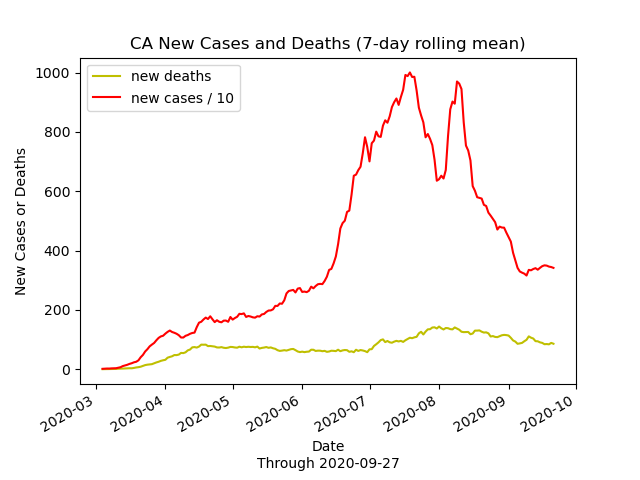 CA New Cases and Deaths (7-day rolling mean)
new deaths
new cases / 10
1000
800
600
400
200
0
New Cases or Deaths
2020-03
2020-04
2020-05
2020-06
2020-07
2020-08
2020-09
2020-10
Date
Through 2020-09-27